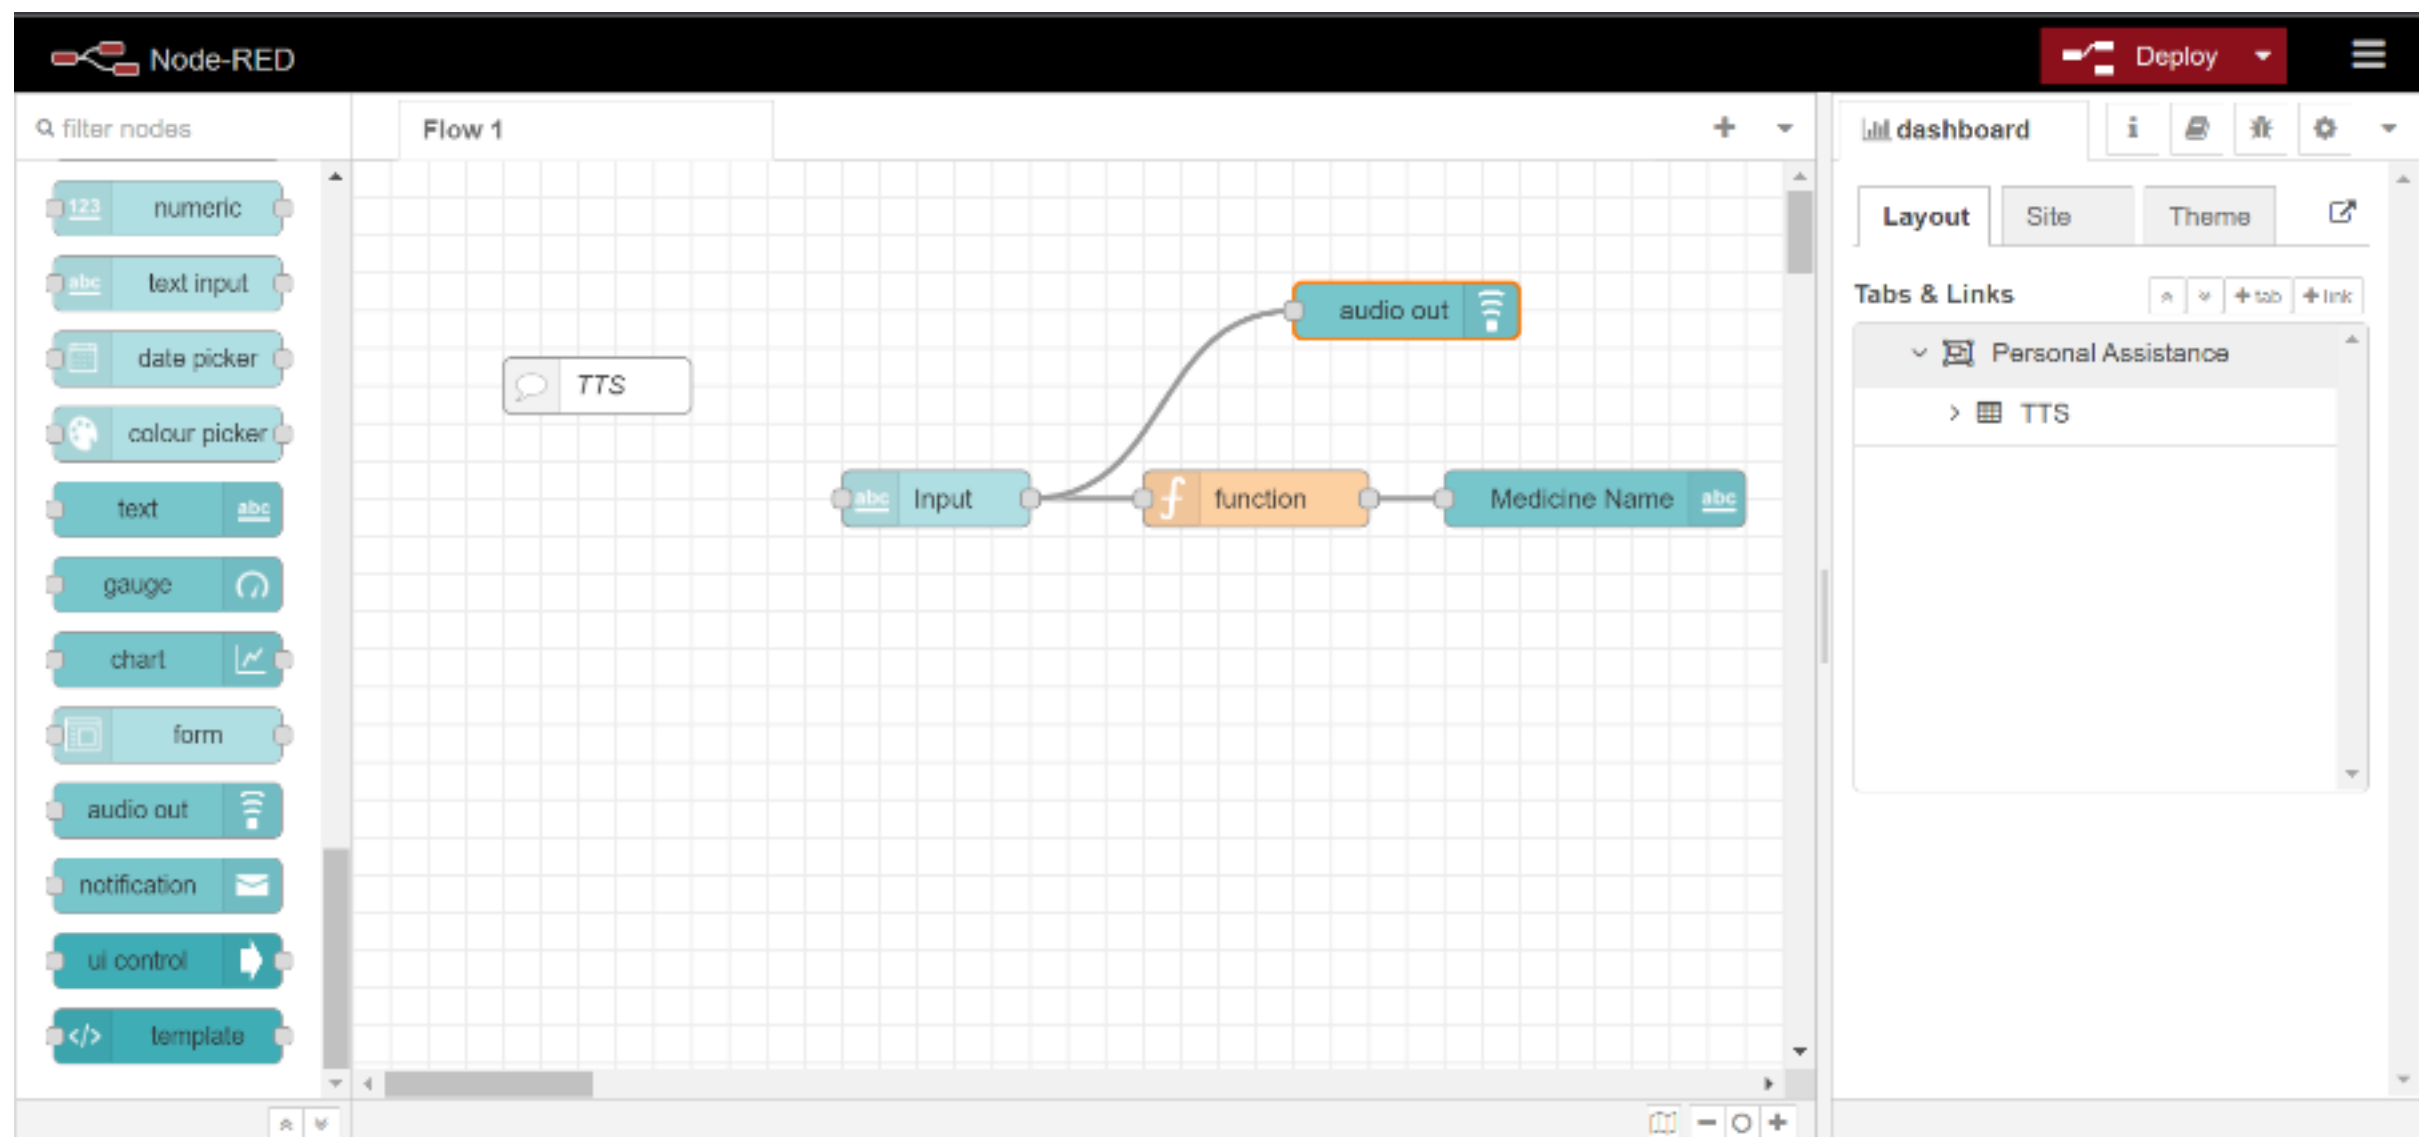 Node-RED
Deploy
filter nodes
Flow 1
dashboard
i
Layout
Site
Theme
Tabs & Links
tab
link
Personal Assistance
TTS
123 numeric
abc text input
date picker
colour picker
text abc
gauge
chart
form
audio out
notification
ui control
</> template
TTS
audio out
abc Input
f function
Medicine Name abc